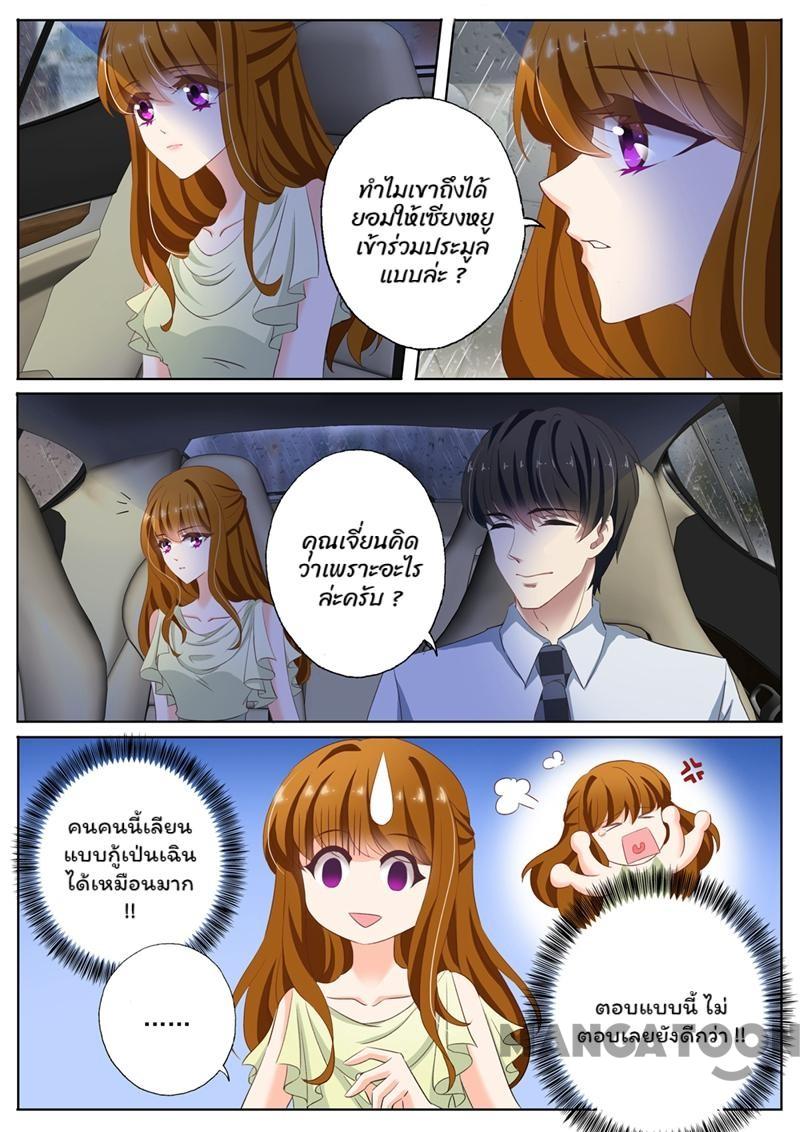 ทำไมเขาถึงได้
ยอมให้เซียงหยู
เข้าร่วมประมูล
แบบล่ะ ?
คุณเจี่ยนคิด
ว่าเพราะอะไร
ล่ะครับ ?
คนคนนี้เลียน
แบบกู้เป่นเฉิน
ได้เหมือนมาก
!!
......
ตอบแบบนี้ ไม่
ตอบเลยยังดีกว่า !!
MANGATOON